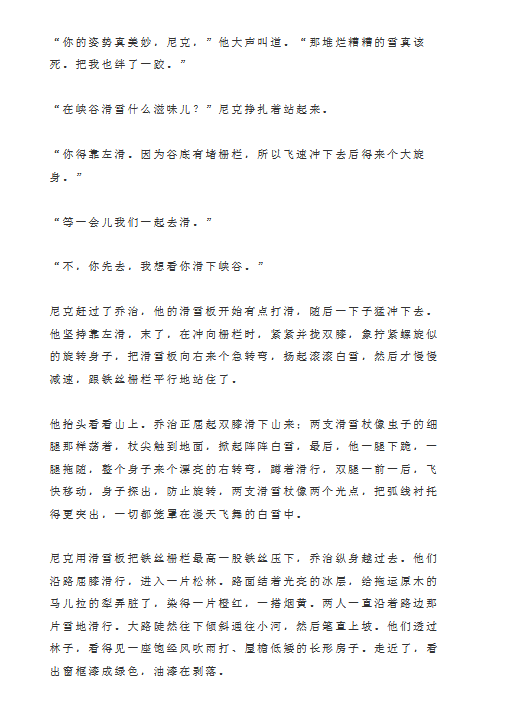 “你的姿势真美妙，尼克，”他大声叫道。“那堆烂糟糟的雪真该
死。把我也绊了一跤。”
“在峡谷滑雪什么滋味儿？”尼克挣扎着站起来。
“你得靠左滑。因为谷底有堵栅栏，所以飞速冲下去后得来个大旋
身。”
“等一会儿我们一起去滑。”
“不，你先去，我想看你滑下峡谷。”
尼克赶过了乔治，他的滑雪板开始有点打滑，随后一下子猛冲下去。
他坚持靠左滑，末了，在冲向栅栏时，紧紧并拢双膝，象拧紧螺旋似
的旋转身子，把滑雪板向右来个急转弯，扬起滚滚白雪，然后才慢慢
减速，跟铁丝栅栏平行地站住了。
他抬头看看山上。乔治正屈起双膝滑下山来；两支滑雪杖像虫子的细
腿那样荡着，杖尖触到地面，掀起阵阵白雪，最后，他一腿下跪，一
腿拖随，整个身子来个漂亮的右转弯，蹲着滑行，双腿一前一后，飞
快移动，身子探出，防止旋转，两支滑雪杖像两个光点，把弧线衬托
得更突出，一切都笼罩在漫天飞舞的白雪中。
尼克用滑雪板把铁丝栅栏最高一股铁丝压下，乔治纵身越过去。他们
沿路屈膝滑行，进入一片松林。路面结着光亮的冰层，给拖运原木的
马儿拉的犁弄脏了，染得一片橙红，一搭烟黄。两人一直沿着路边那
片雪地滑行。大路陡然往下倾斜通往小河，然后笔直上坡。他们透过
林子，看得见一座饱经风吹雨打、屋檐低矮的长形房子。走近了，看
出窗框漆成绿色，油漆在剥落。